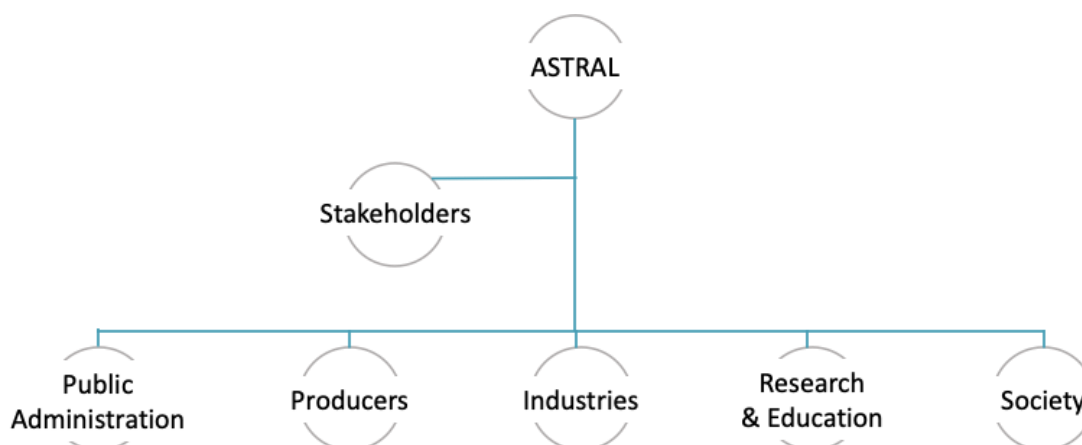 ASTRAL
Stakeholders
Public
Administration
Producers
Industries
Research
& Education
Society